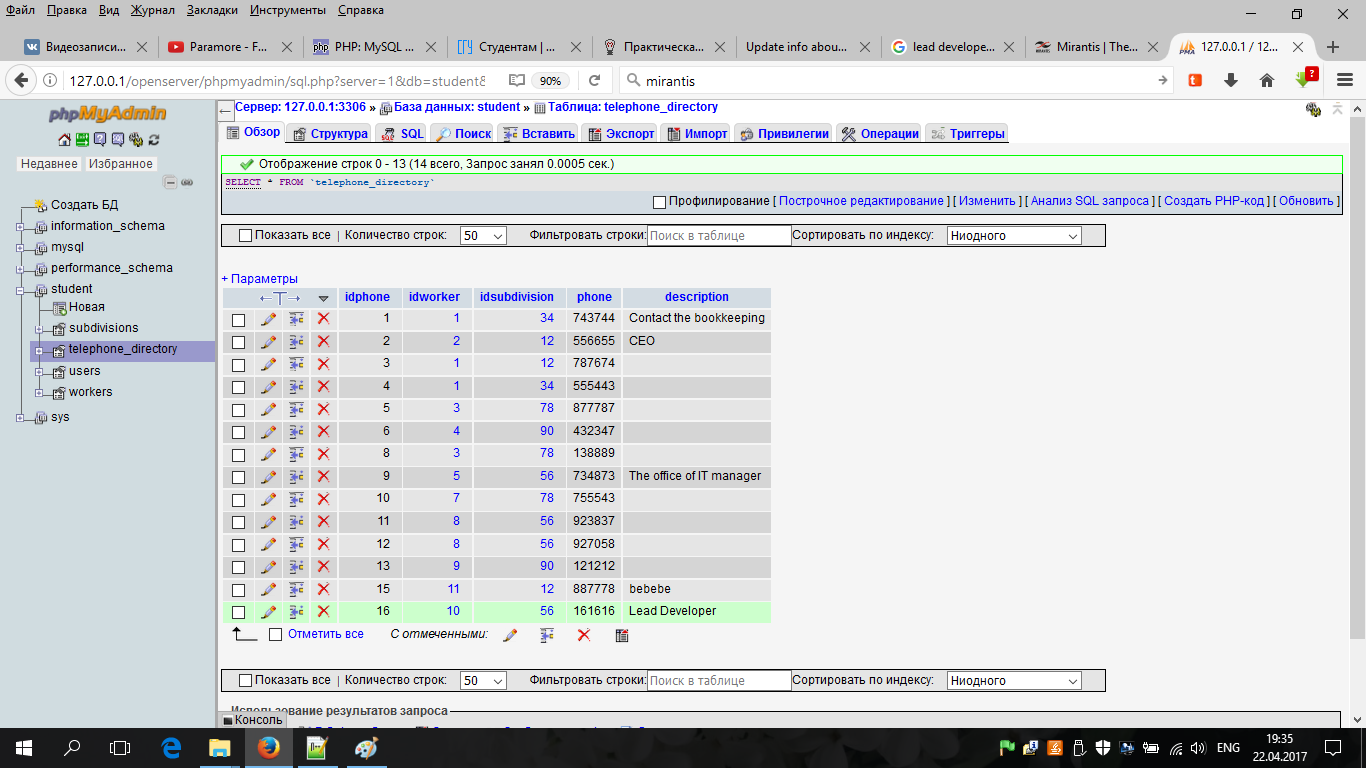 Файл Правка Вид Журнал Закладки Инструменты Справка
Видеозаписи... Paramore - F... PHP: MySQL ... Студентам | ... Практическа... Update info abou... lead develope... Mirantis | The... 127.0.0.1 / 12...
127.0.0.1/openserver/phpmyadmin/sql.php?server=1&db=student& 90% mirantis
phpMyAdmin
Недавнее Избранное
Создать БД
information_schema
mysql
performance_schema
student
Новая
subdivisions
telephone_directory
users
workers
sys
Сервер: 127.0.0.1:3306 » База данных: student » Таблица: telephone_directory
Обзор Структура SQL Поиск Вставить Экспорт Импорт Привилегии Операции Триггеры
Отображение строк 0 - 13 (14 всего, Запрос занял 0.0005 сек.)
SELECT * FROM `telephone_directory`
Профилирование [ Построчное редактирование ] [ Изменить ] [ Анализ SQL запроса ] [ Создать PHP-код ] [ Обновить ]
Показать все | Количество строк: 50 Фильтровать строки: Поиск в таблице Сортировать по индексу: Ниодного
+ Параметры
idphone idworker idsubdivision phone description
1 1 34 743744 Contact the bookkeeping
2 2 12 556655 CEO
3 1 12 787674
4 1 34 555443
5 3 78 877787
6 4 90 432347
8 3 78 138889
9 5 56 734873 The office of IT manager
10 7 78 755543
11 8 56 923837
12 8 56 927058
13 9 90 121212
15 11 12 887778 bebebe
16 10 56 161616 Lead Developer
Отметить все С отмеченными:
Показать все | Количество строк: 50 Фильтровать строки: Поиск в таблице Сортировать по индексу: Ниодного
Использование результатов запроса
Консоль
ENG 19:35
22.04.2017